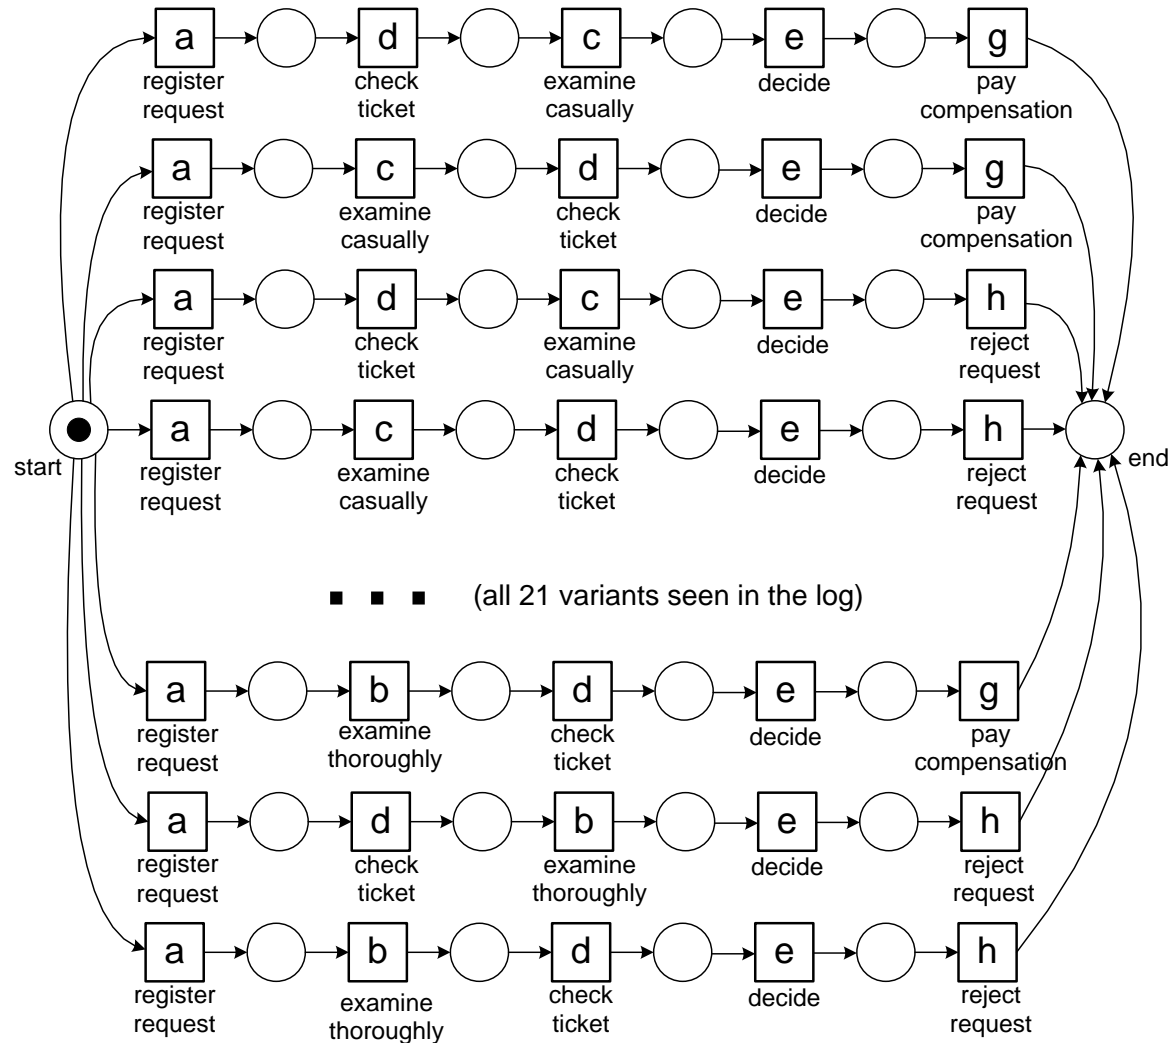 a d c e g
register check examine decide pay
request ticket casually compensation
a c d e g
register examine check decide pay
request casually ticket compensation
a d c e h
register check examine decide reject
request ticket casually request
a c d e h
start register examine check decide reject end
request casually ticket request
(all 21 variants seen in the log)
a b d e g
register examine check decide pay
request thoroughly ticket compensation
a d b e h
register check examine decide reject
request ticket thoroughly request
a b d e h
register examine check decide reject
request thoroughly ticket request